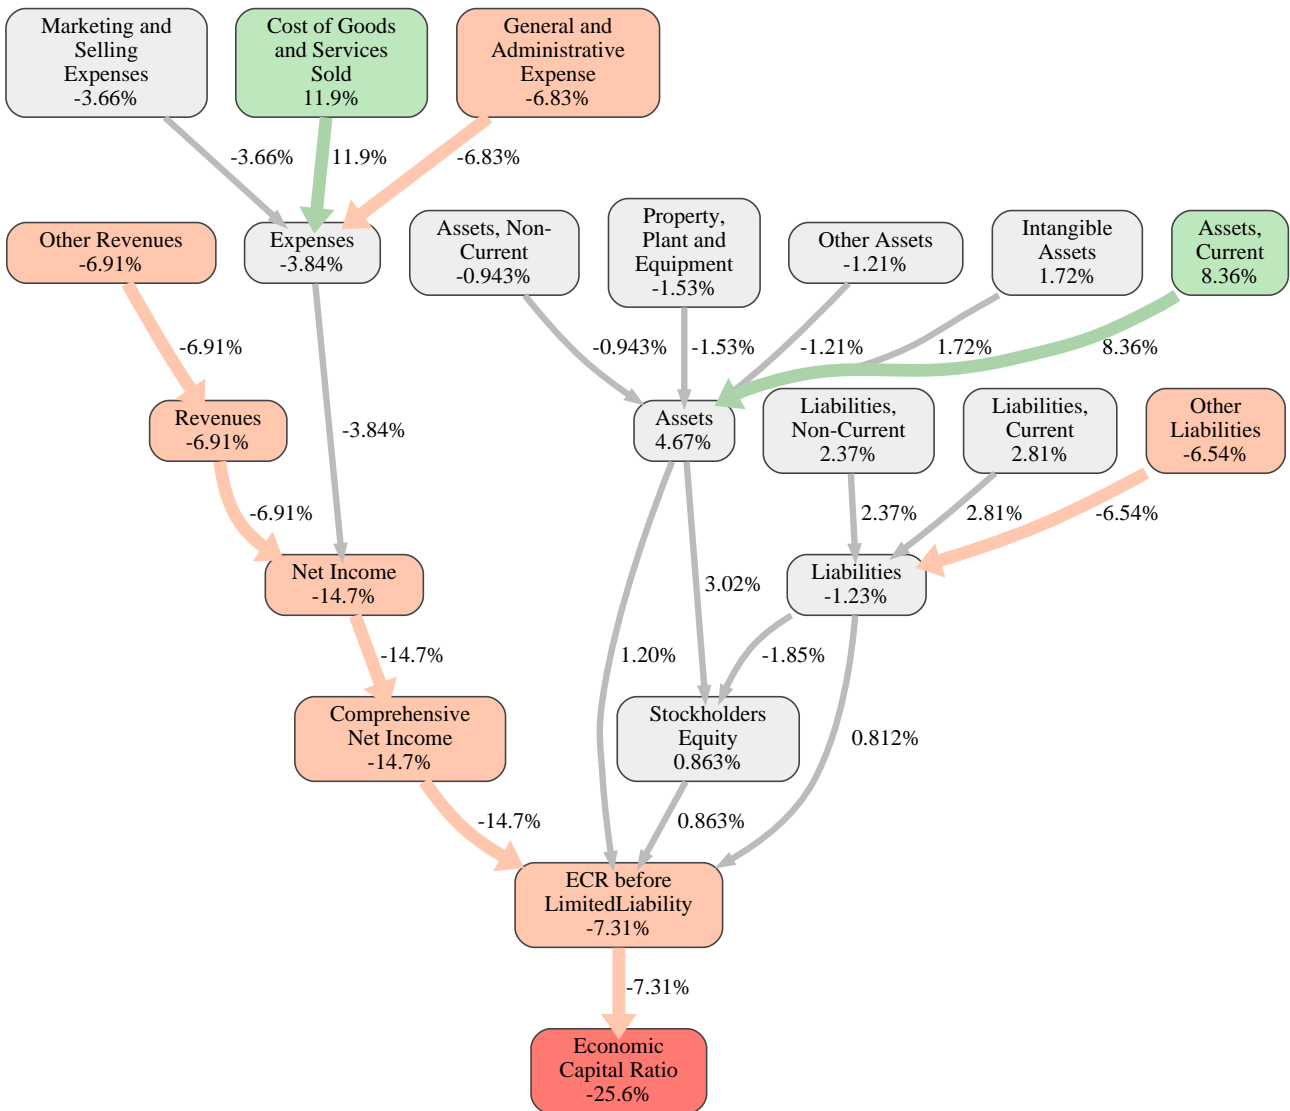 Marketing and
Selling
Expenses
-3.66%
Cost of Goods
and Services
Sold
11.9%
General and
Administrative
Expense
-6.83%
-3.66%
11.9%
-6.83%
Other Revenues
-6.91%
Expenses
-3.84%
Assets, Non-
Current
-0.943%
Property,
Plant and
Equipment
-1.53%
Other Assets
-1.21%
Intangible
Assets
1.72%
Assets,
Current
8.36%
-6.91%
-0.943%
-1.53%
-1.21%
1.72%
8.36%
Revenues
-6.91%
-3.84%
Assets
4.67%
Liabilities,
Non-Current
2.37%
Liabilities,
Current
2.81%
Other
Liabilities
-6.54%
-6.91%
2.37%
2.81%
-6.54%
Net Income
-14.7%
3.02%
Liabilities
-1.23%
-14.7%
1.20%
-1.85%
Comprehensive
Net Income
-14.7%
Stockholders
Equity
0.863%
0.812%
-14.7%
0.863%
ECR before
LimitedLiability
-7.31%
-7.31%
Economic
Capital Ratio
-25.6%